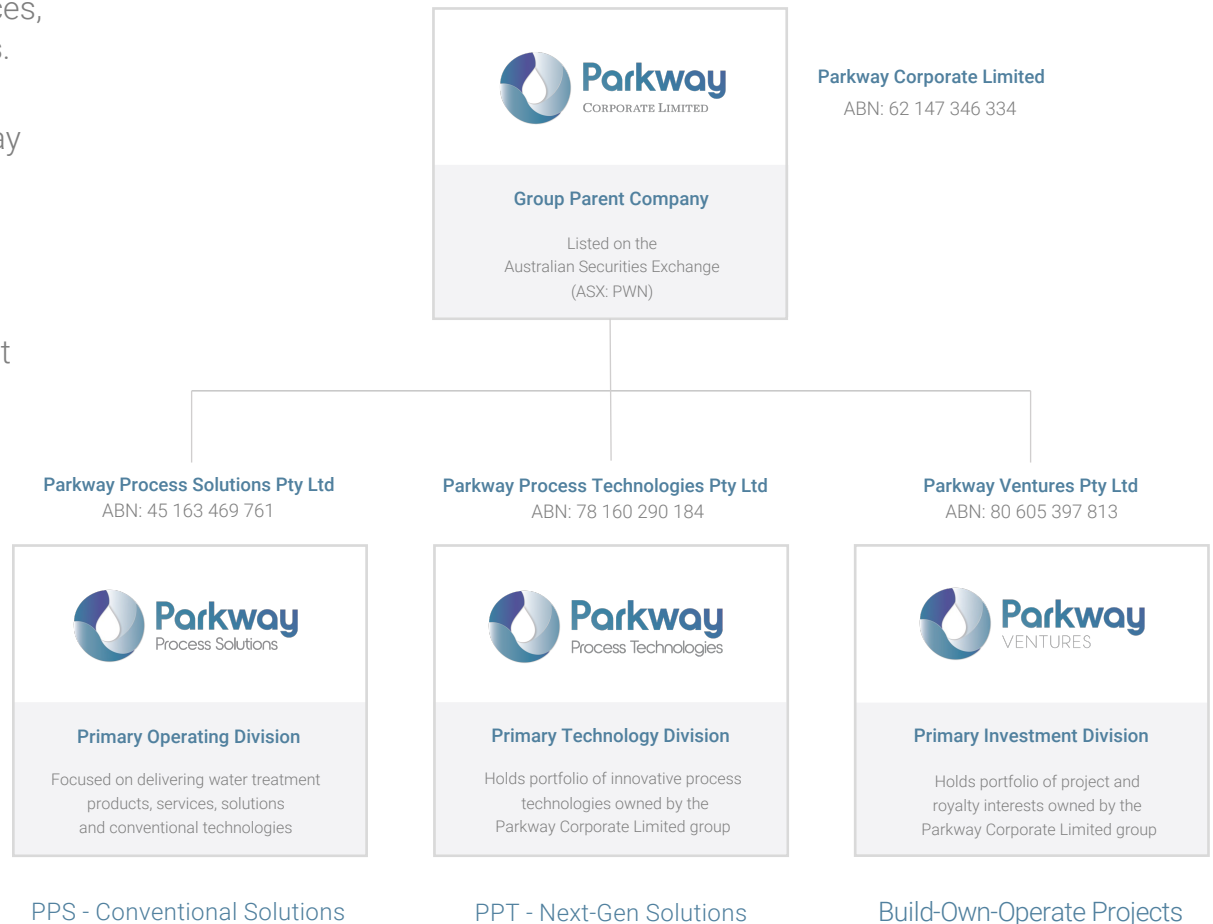 ces,
s.
ay
t
Parkway
CORPORATE LIMITED
Parkway Corporate Limited
ABN: 62 147 346 334
Group Parent Company
Listed on the
Australian Securities Exchange
(ASX: PWN)
Parkway Process Solutions Pty Ltd
ABN: 45 163 469 761
Parkway
Process Solutions
Primary Operating Division
Focused on delivering water treatment
products, services, solutions
and conventional technologies
PPS - Conventional Solutions
Parkway Process Technologies Pty Ltd
ABN: 78 160 290 184
Parkway
Process Technologies
Primary Technology Division
Holds portfolio of innovative process
technologies owned by the
Parkway Corporate Limited group
PPT - Next-Gen Solutions
Parkway Ventures Pty Ltd
ABN: 80 605 397 813
Parkway
VENTURES
Primary Investment Division
Holds portfolio of project and
royalty interests owned by the
Parkway Corporate Limited group
Build-Own-Operate Projects